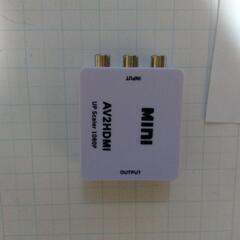 INPUT
MINI
AV2HDMI
UP Scaler 1080P
OUTPUT